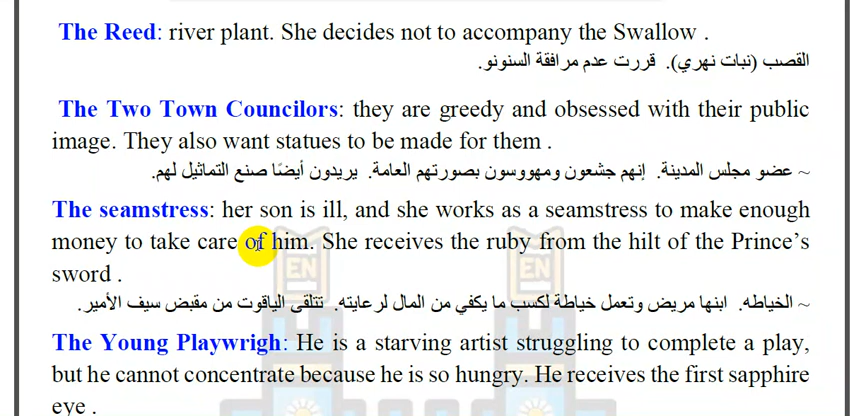 The Reed: river plant. She decides not to accompany the Swallow .
القصب (نبات نهري). قررت عدم مرافقة السنونو.
The Two Town Councilors: they are greedy and obsessed with their public
image. They also want statues to be made for them .
~ عضو مجلس المدينة. إنهم جشعون ومهووسون بصورتهم العامة. يريدون أيضًا صنع التماثيل لهم.
The seamstress: her son is ill, and she works as a seamstress to make enough
money to take care of him. She receives the ruby from the hilt of the Prince’s
sword .
~ الخياطه. ابنها مريض وتعمل خياطة لكسب ما يكفي من المال لرعايته. تتلقى الياقوت من مقبض سيف الأمير.
The Young Playwrigh: He is a starving artist struggling to complete a play,
but he cannot concentrate because he is so hungry. He receives the first sapphire
eye .
EN
EN